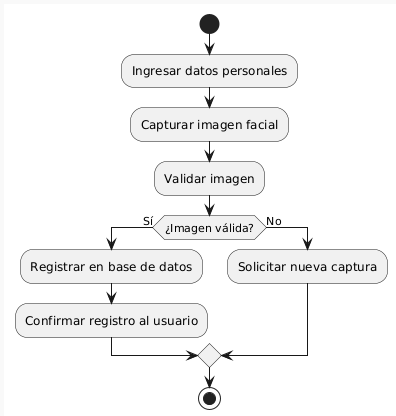 Ingresar datos personales
Capturar imagen facial
Validar imagen
Sí
¿Imagen válida?
No
Registrar en base de datos
Solicitar nueva captura
Confirmar registro al usuario